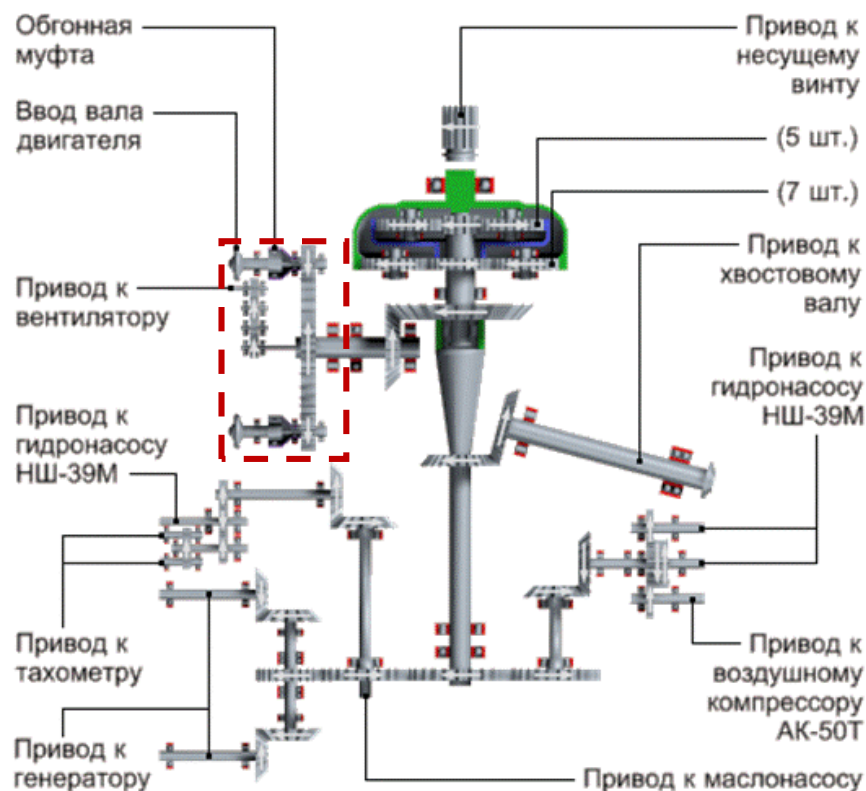 Обгонная
муфта
Ввод вала
двигателя
Привод к
вентилятору
Привод к
гидронасосу
НШ-39М
Привод к
тахометру
Привод к
генератору
Привод к
несущему
винту
(5 шт.)
(7 шт.)
Привод к
хвостовому
валу
Привод к
гидронасосу
НШ-39М
Привод к
воздушному
компрессору
АК-50Т
Привод к маслонасосу